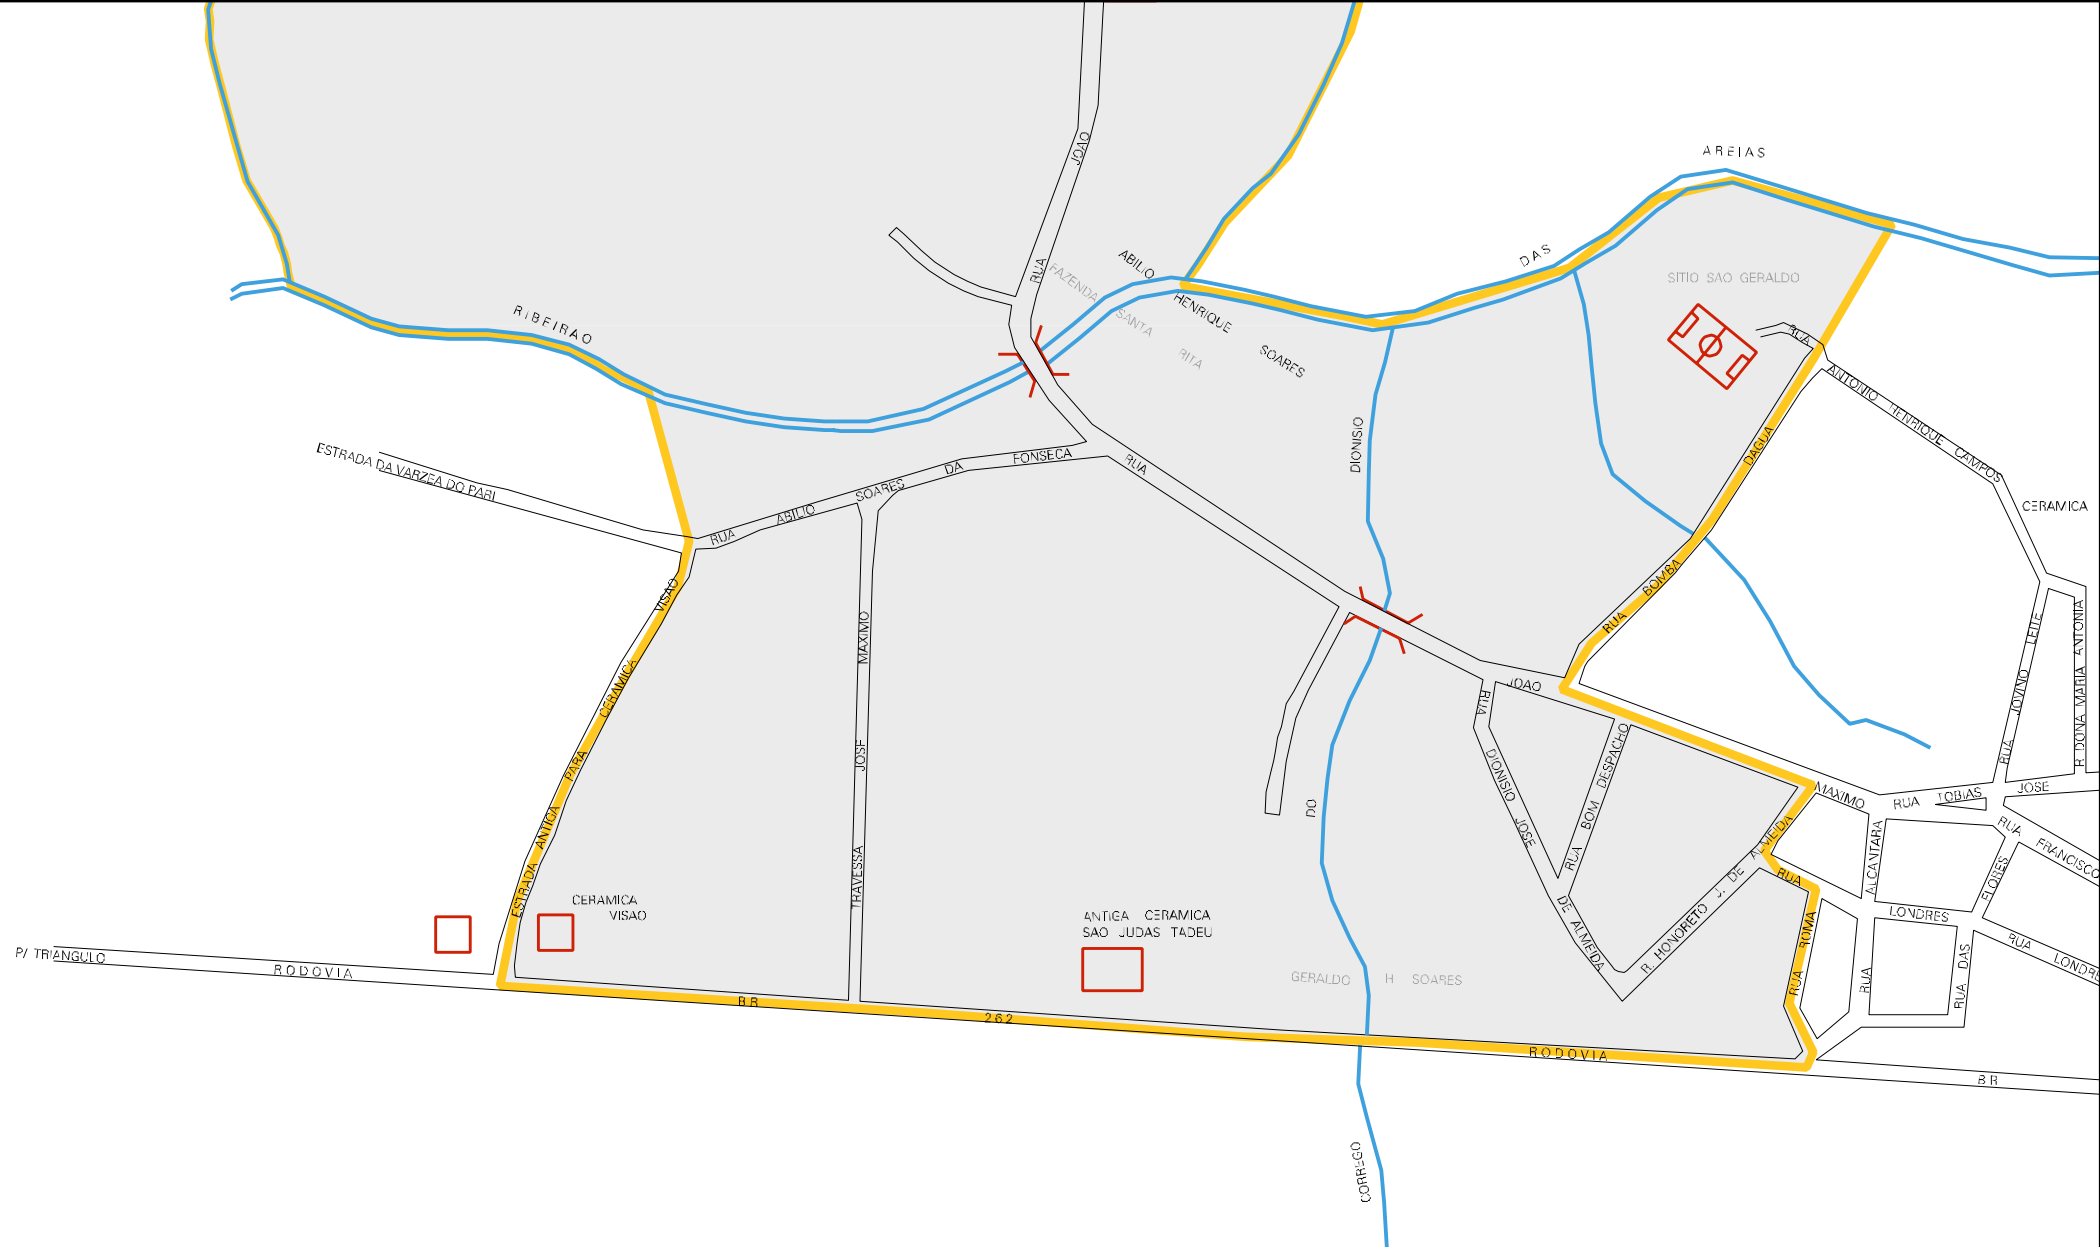 JOAO
RUA
AREIAS
DAS
ABILIO
HENRIQUE
SOARES
FAZENDA
SANTA
RITA
SITIO SAO GERALDO
RIBEIRAO
RUA
ANTONIO HENRIQUE CAMPOS
ESTRADA DA VARZEA DO PARI
RUA ABILIO SOARES DA FONSECA
RUA
DIONISIO
DAGUA
BOMBA
RUA
CERAMICA
VISAO
CERAMICA
PARA
ANTIGA
ESTRADA
MAXIMO
JOSE
TRAVESSA
JOAO
RUA
DIONISIO
JOSE
DE ALMEIDA
RUA BOM DESPACHO
R. HONORETO J. DE ALMEIDA
DO
MAXIMO
RUA TOBIAS
JOSE
RUA JOVINO LEITE
R DONA MARIA ANTONIA
RUA
FRANCISCO
FLORES
ALCANTARA
LONDRES
RUA
RUA
LONDRE
RUA DAS
RUA
ROMA
RUA
CERAMICA
VISAO
ANTIGA CERAMICA
SAO JUDAS TADEU
GERALDO H SOARES
P/ TRIANGULO
RODOVIA
BR
262
RODOVIA
BR
CORREGO